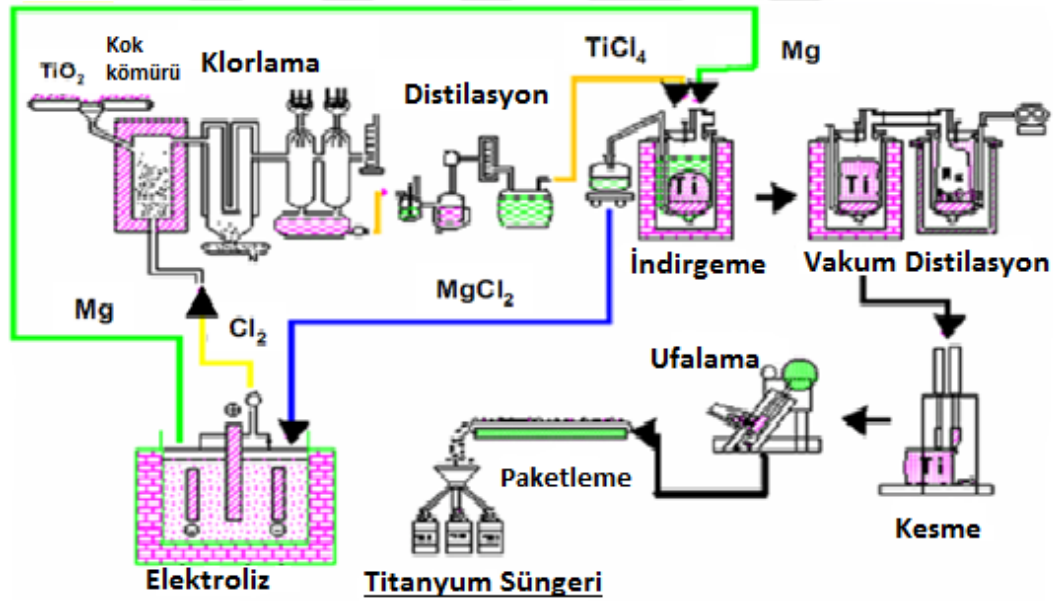 TiO₂
Kok
kömürü
Klorlama
Distilasyon
TiCl₄
Mg
Ti
Ti
İndirgeme
Vakum Distilasyon
MgCl₂
Mg
Cl₂
Ufalama
Paketleme
Ti
Kesme
Elektroliz
Titanyum Süngeri